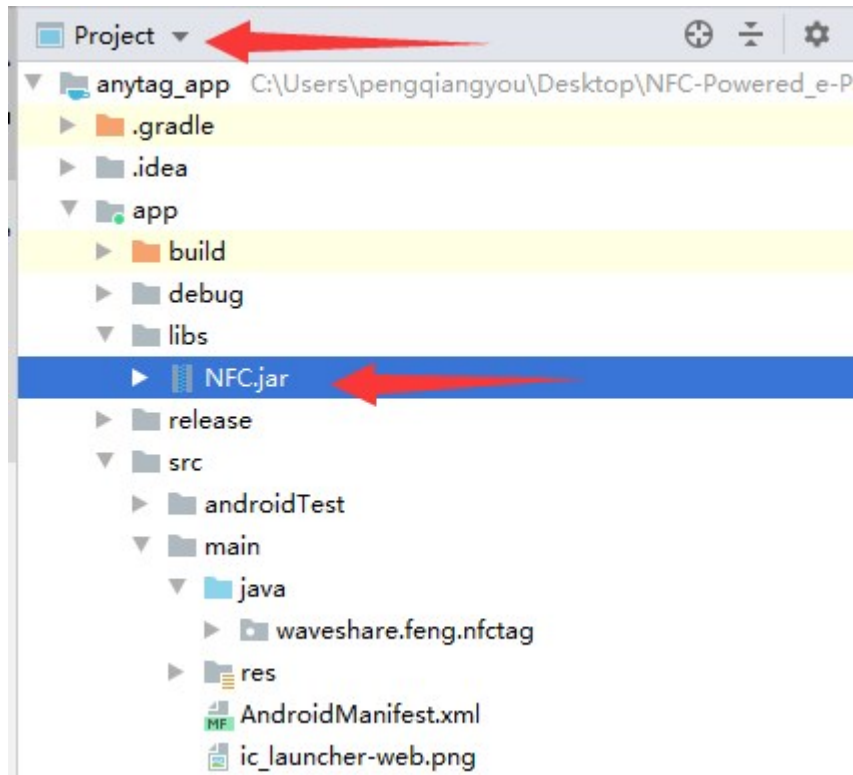 Project
anytag_app C:\Users\pengqiangyou\Desktop\NFC-Powered_e-P
.gradle
.idea
app
build
debug
libs
NFC.jar
release
src
androidTest
main
java
waveshare.feng.nfctag
res
MF AndroidManifest.xml
ic_launcher-web.png